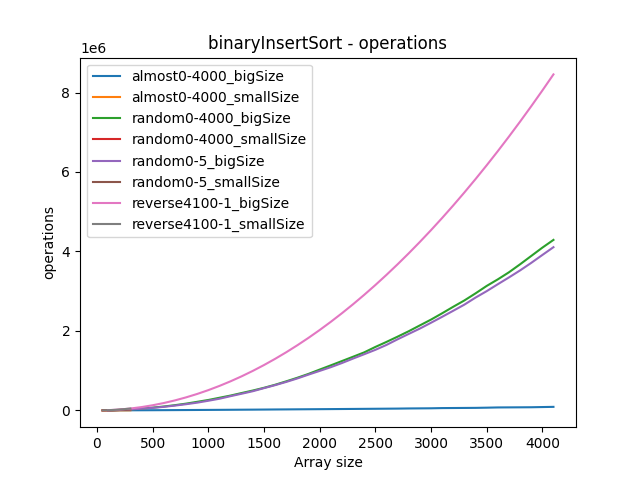 binaryInsertSort - operations
1e6
almost0-4000_bigSize
almost0-4000_smallSize
random0-4000_bigSize
random0-4000_smallSize
random0-5_bigSize
random0-5_smallSize
reverse4100-1_bigSize
reverse4100-1_smallSize
8
6
4
2
0
operations
0 500 1000 1500 2000 2500 3000 3500 4000
Array size